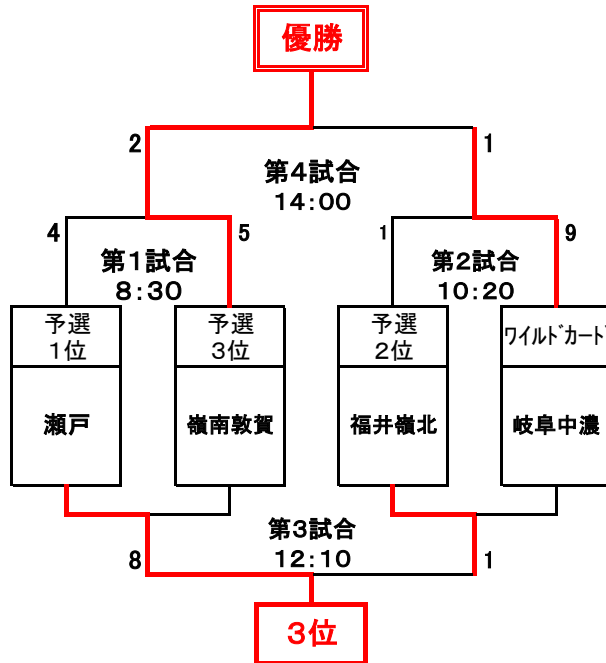 優勝
2
1
第4試合
14:00
4
5
1
9
第1試合
8:30
第2試合
10:20
予選
1位
予選
3位
予選
2位
ワイルドカード
瀬戸
嶺南敦賀
福井嶺北
岐阜中濃
第3試合
12:10
8
1
3位